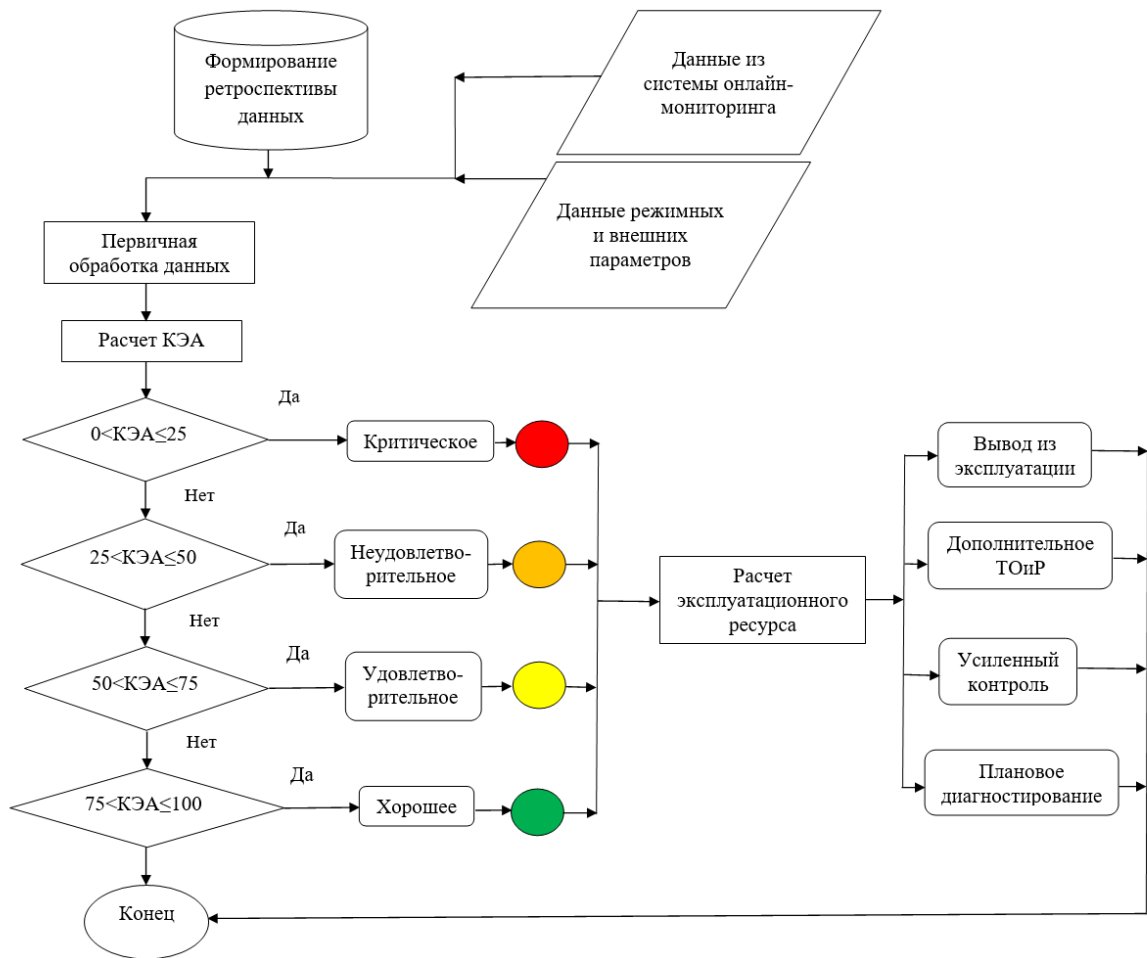 Формирование
ретроспективы
данных
Данные из
системы онлайн-
мониторинга
Данные режимных
и внешних
параметров
Первичная
обработка данных
Расчет КЭА
0<КЭА≤25
Да
Критическое
Нет
25<КЭА≤50
Да
Неудовлетво-
рительное
Нет
50<КЭА≤75
Да
Удовлетво-
рительное
Нет
75<КЭА≤100
Да
Хорошее
Конец
Расчет
эксплуатационного
ресурса
Вывод из
эксплуатации
Дополнительное
ТОиР
Усиленный
контроль
Плановое
диагностирование